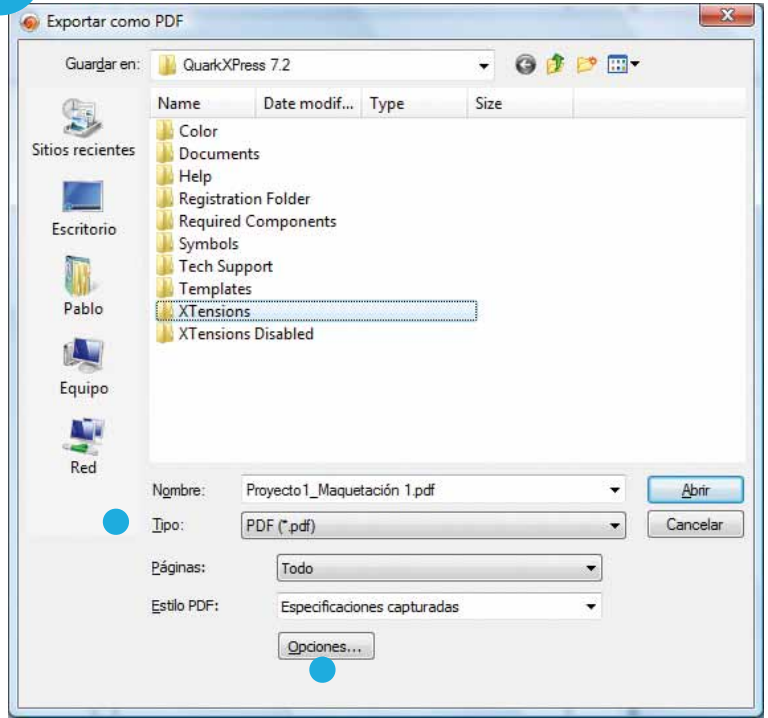 Exportar como PDF
Guardar en: QuarkXPress 7.2
Name Date modif... Type Size
Sitios recientes
Escritorio
Pablo
Equipo
Red
Color
Documents
Help
Registration Folder
Required Components
Symbols
Tech Support
Templates
XTensions
XTensions Disabled
Nombre: Proyecto1_Maquetación 1.pdf Abrir
Tipo: PDF (*.pdf) Cancelar
Páginas: Todo
Estilo PDF: Especificaciones capturadas
Opciones...